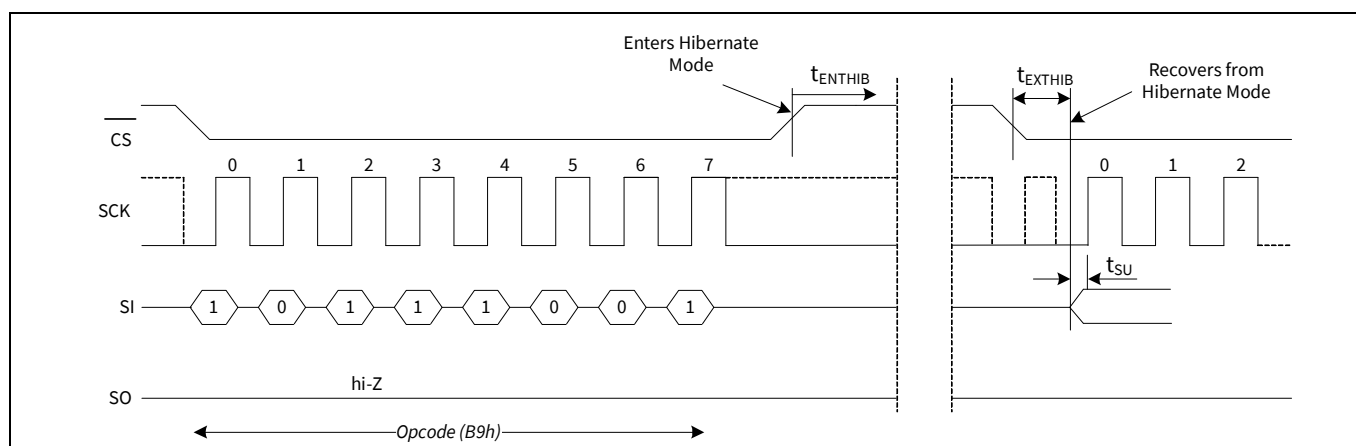 Enters Hibernate
Mode
tENTHIB
tEXTHIB
Recovers from
Hibernate Mode
CS
0 1 2 3 4 5 6 7 0 1 2
SCK
tSU
SI 1 0 1 1 1 0 0 1
hi-Z
SO
Opcode (B9h)